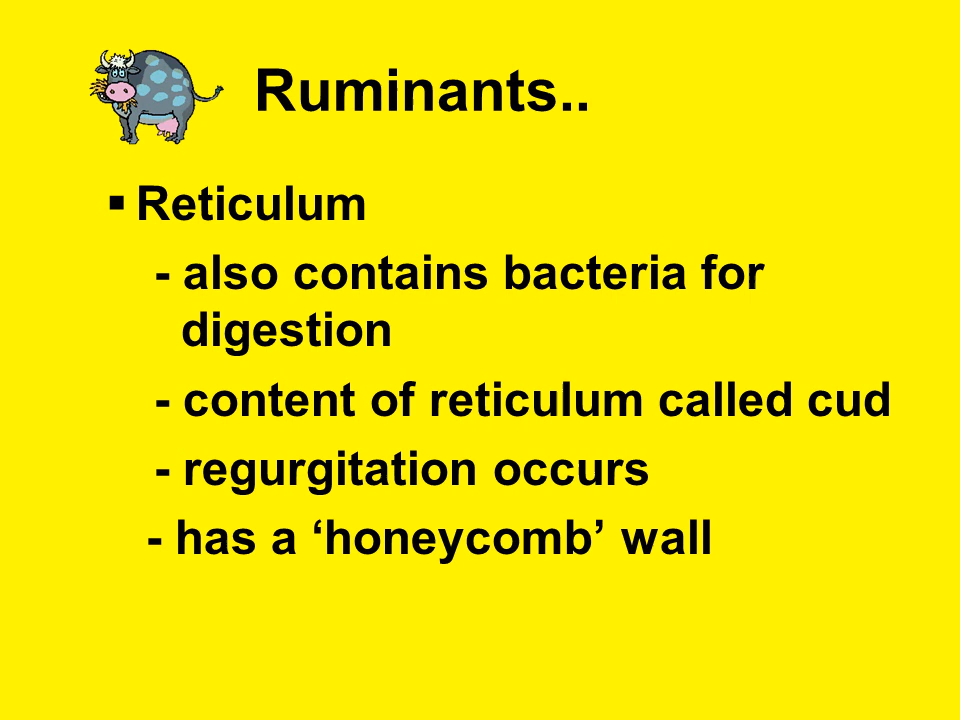 Ruminants..
▪ Reticulum
- also contains bacteria for
digestion
- content of reticulum called cud
- regurgitation occurs
- has a ‘honeycomb’ wall